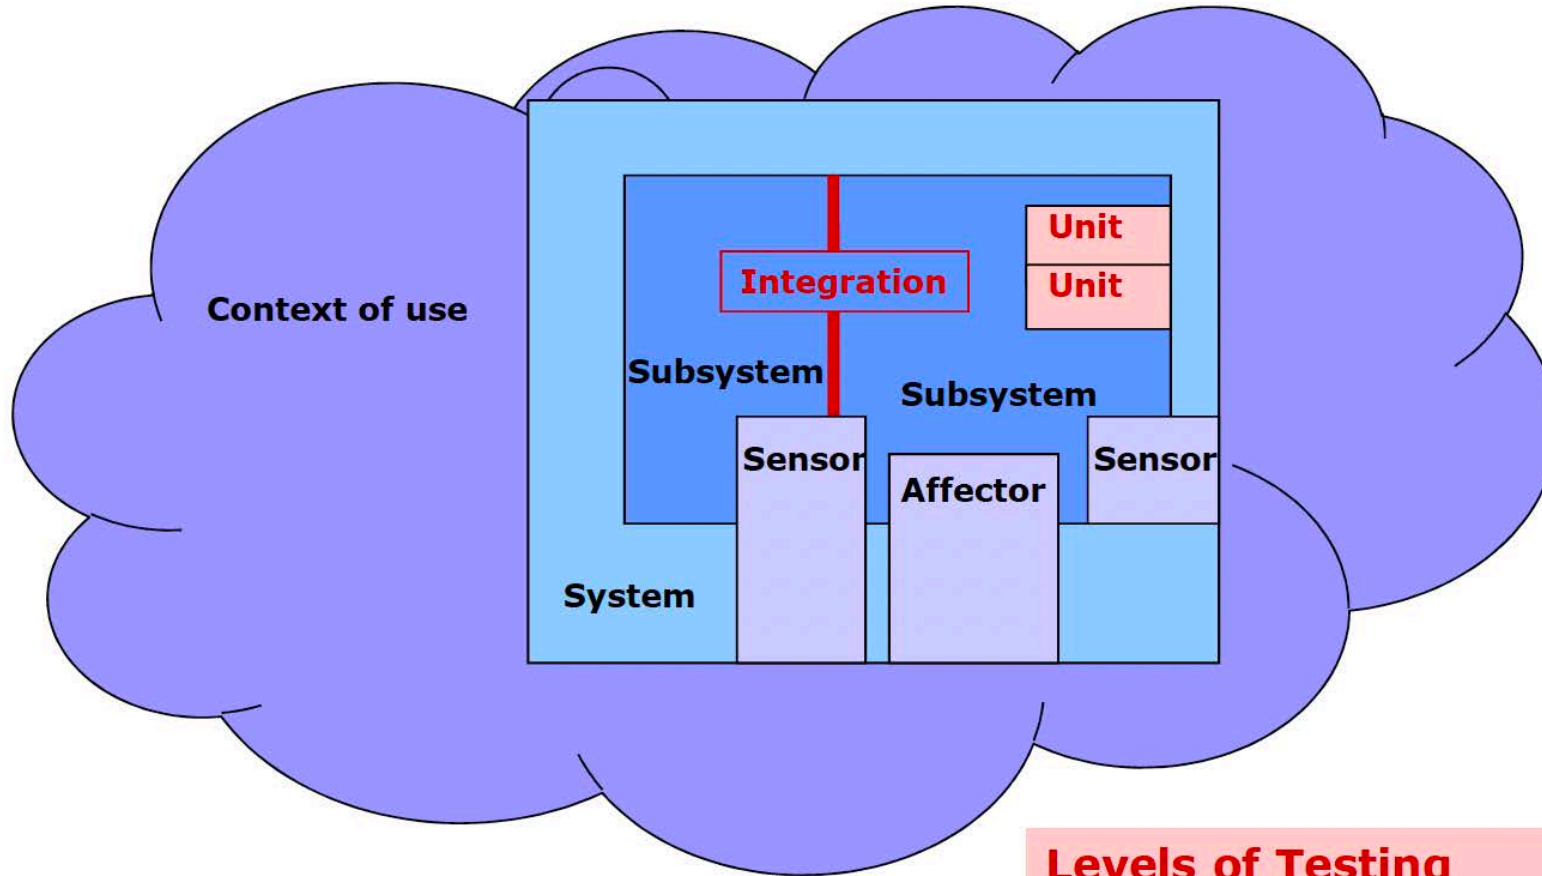 Unit
Integration
Unit
Context of use
Subsystem
Subsystem
Sensor
Sensor
Affector
System
Levels of Testing